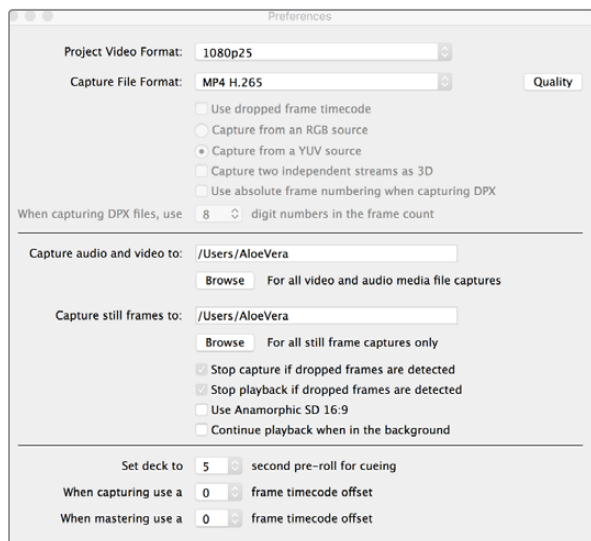 Preferences
Project Video Format: 1080p25
Capture File Format: MP4 H.265 Quality
Use dropped frame timecode
Capture from an RGB source
Capture from a YUV source
Capture two independent streams as 3D
Use absolute frame numbering when capturing DPX
When capturing DPX files, use 8 digit numbers in the frame count
Capture audio and video to: /Users/AloeVera
Browse For all video and audio media file captures
Capture still frames to: /Users/AloeVera
Browse For all still frame captures only
Stop capture if dropped frames are detected
Stop playback if dropped frames are detected
Use Anamorphic SD 16:9
Continue playback when in the background
Set deck to 5 second pre-roll for cueing
When capturing use a 0 frame timecode offset
When mastering use a 0 frame timecode offset